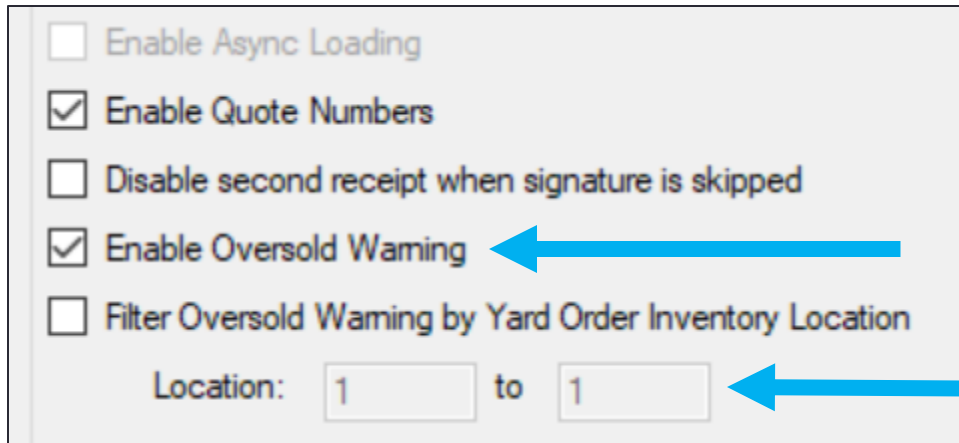 Enable Async Loading
Enable Quote Numbers
Disable second receipt when signature is skipped
Enable Oversold Warning
Filter Oversold Warning by Yard Order Inventory Location
Location: 1 to 1